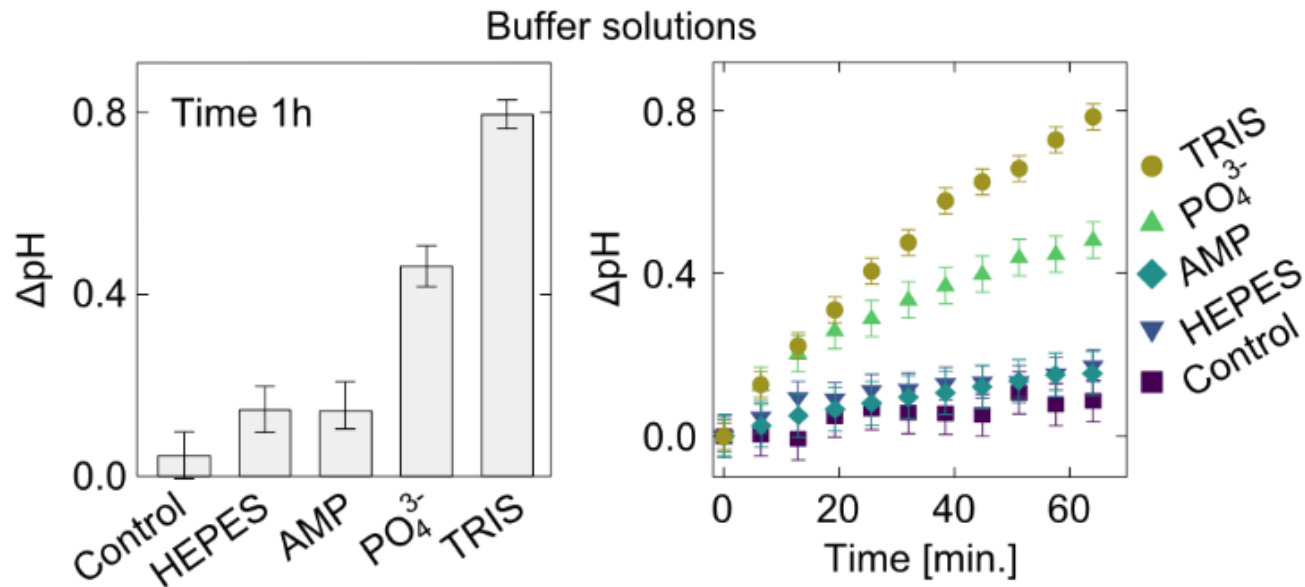 Buffer solutions
Time 1h
ΔpH
0.8
0.4
0.0
Control
HEPES
AMP
PO₄³⁻
TRIS
ΔpH
0.8
0.4
0.0
0
20
40
60
Time [min.]
TRIS
PO₄³⁻
AMP
HEPES
Control